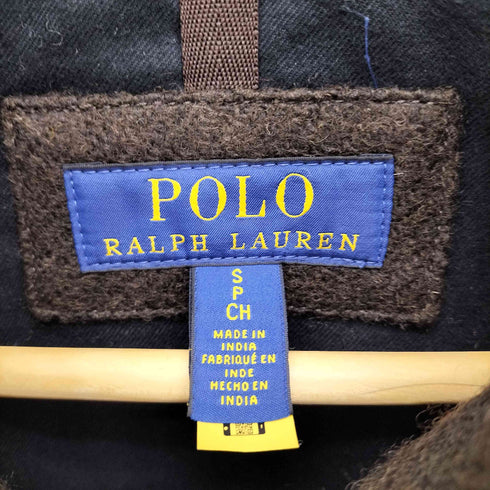 POLO
RALPH LAUREN
S
P
CH
MADE IN
INDIA
FABRIQUÉ EN
INDE
HECHO EN
INDIA